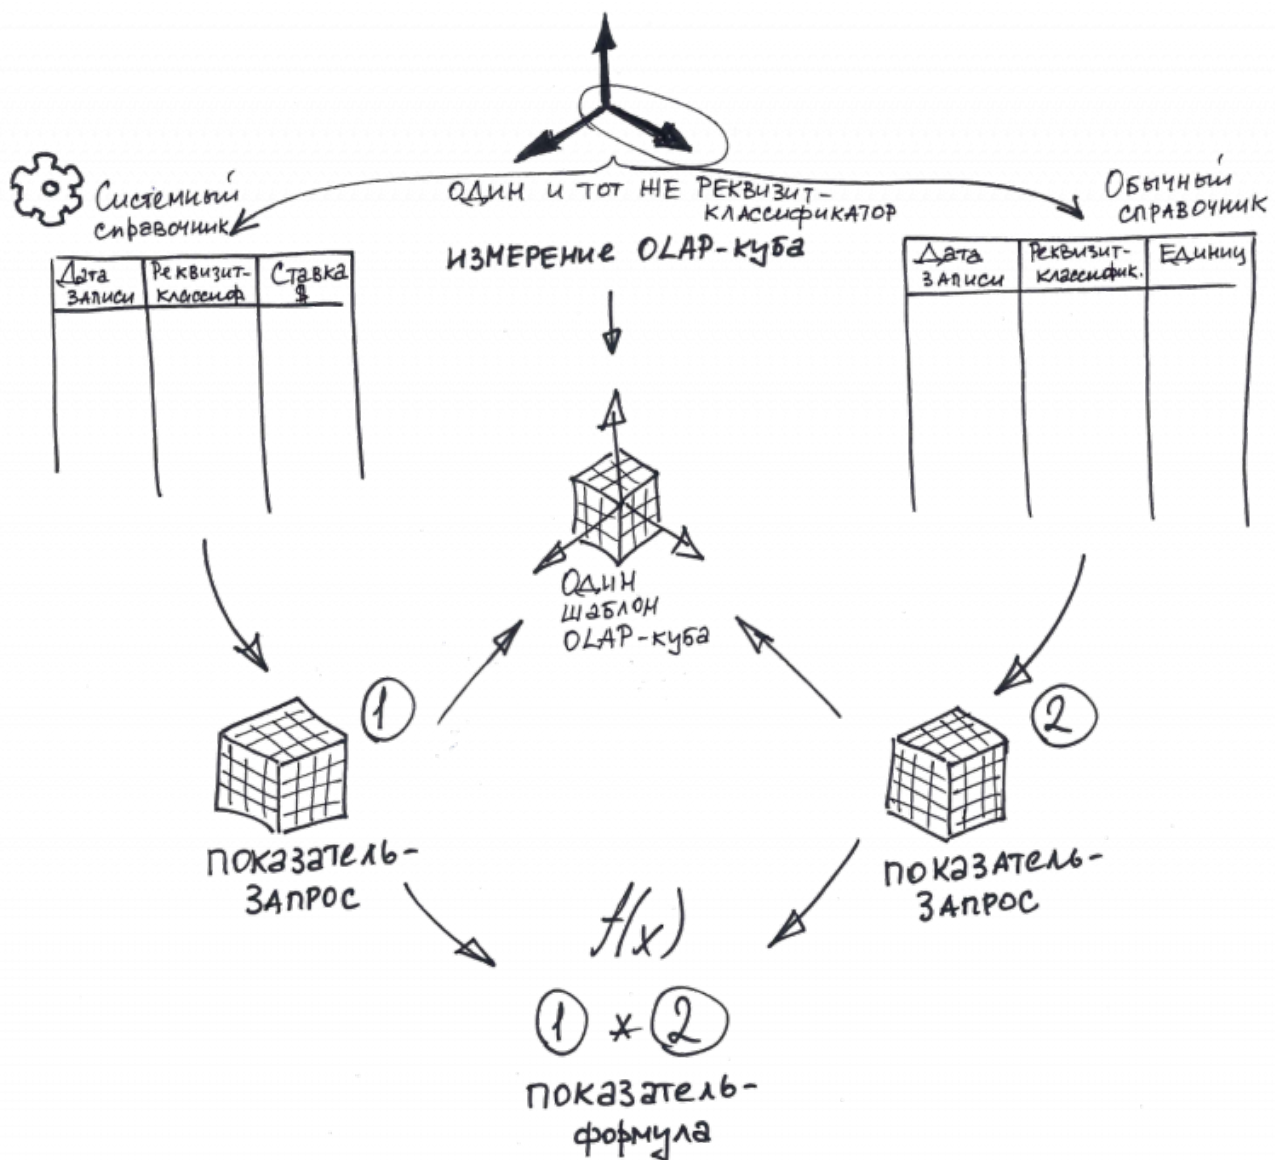 Системный
справочник
ОДИН И ТОТ ЖЕ РЕКВИЗИТ-
КЛАССИФИКАТОР
ИЗМЕРЕНИЕ OLAP-куба
Обычный
СПРАВОЧНИК
Дата
ЗАПИСИ
Реквизит-
классиф.
Ставка
$
Дата
ЗАПИСИ
Реквизит-
классифик.
Единиц
Один
шаблон
OLAP-куба
1
ПОКАЗАТЕЛЬ-
ЗАПРОС
2
ПОКАЗАТЕЛЬ-
ЗАПРОС
f(x)
1 * 2
ПОКАЗАТЕЛЬ-
формула